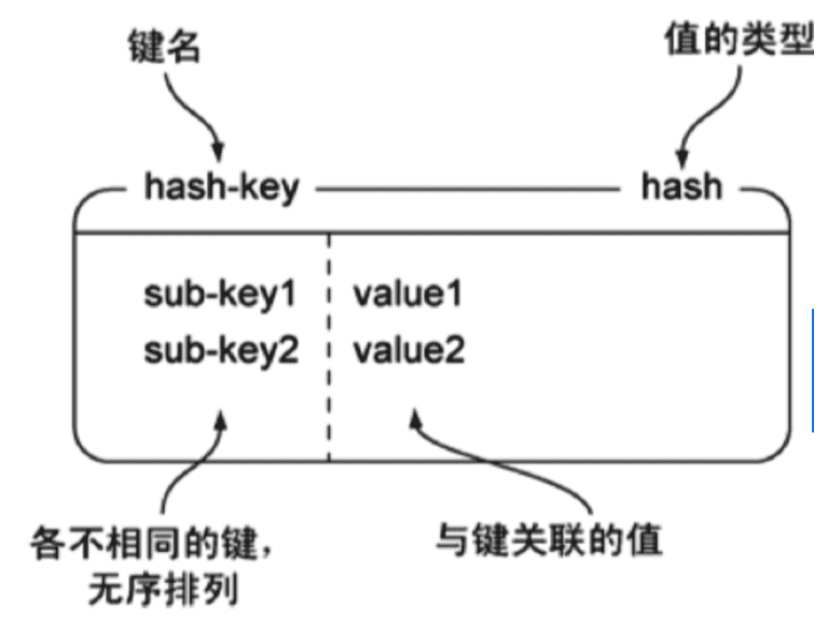 键名
值的类型
hash-key
hash
sub-key1
value1
sub-key2
value2
各不相同的键，
无序排列
与键关联的值